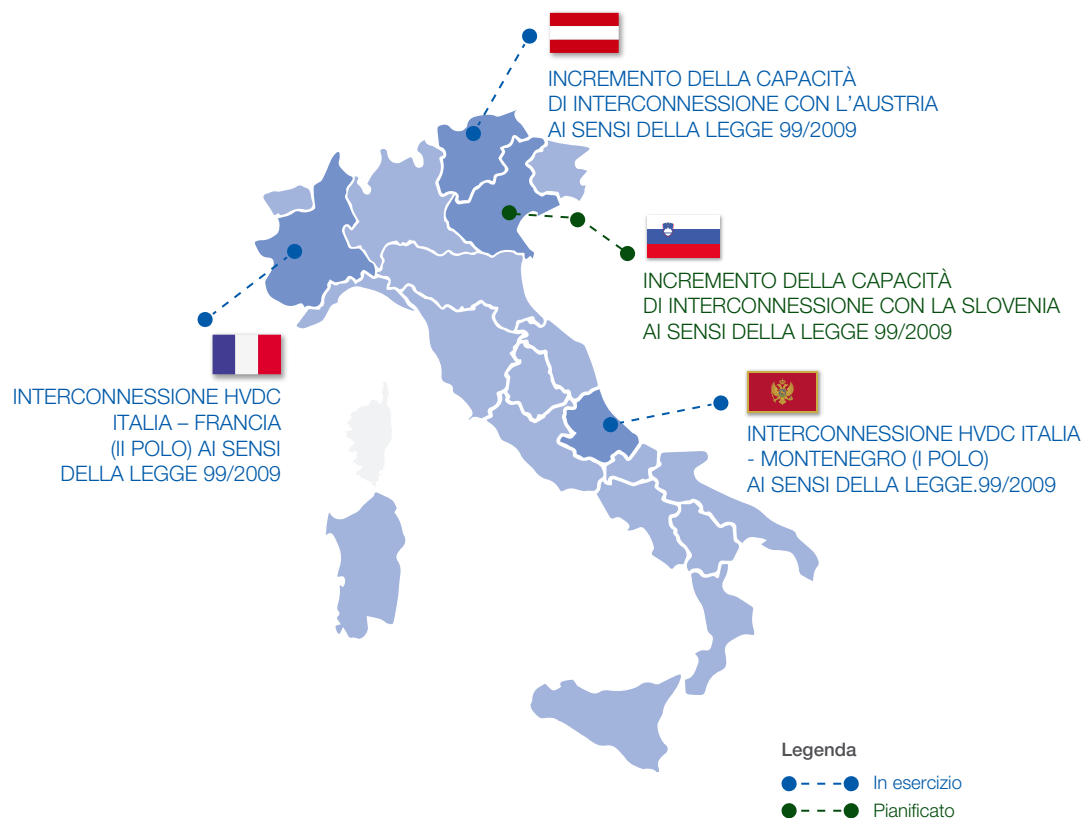 INCREMENTO DELLA CAPACITÀ
DI INTERCONNESSIONE CON L'AUSTRIA
AI SENSI DELLA LEGGE 99/2009
INCREMENTO DELLA CAPACITÀ
DI INTERCONNESSIONE CON LA SLOVENIA
AI SENSI DELLA LEGGE 99/2009
INTERCONNESSIONE HVDC
ITALIA – FRANCIA
(II POLO) AI SENSI
DELLA LEGGE 99/2009
INTERCONNESSIONE HVDC ITALIA
- MONTENEGRO (I POLO)
AI SENSI DELLA LEGGE.99/2009
Legenda
In esercizio
Pianificato